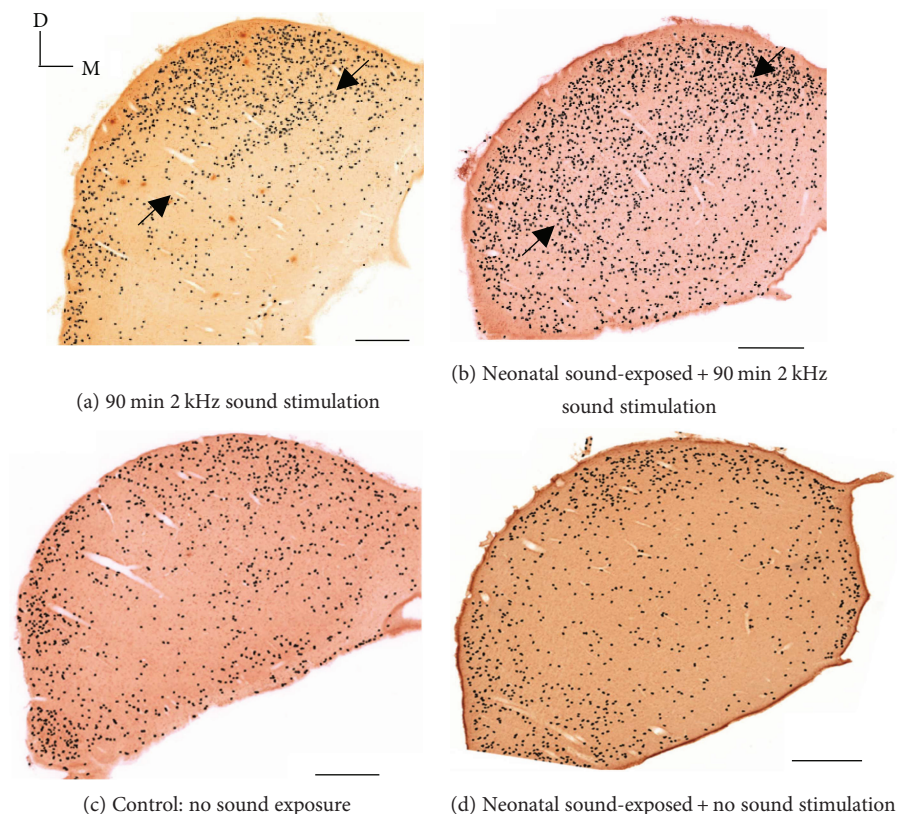 D
M
(a) 90 min 2 kHz sound stimulation
(b) Neonatal sound-exposed + 90 min 2 kHz
sound stimulation
(c) Control: no sound exposure
(d) Neonatal sound-exposed + no sound stimulation